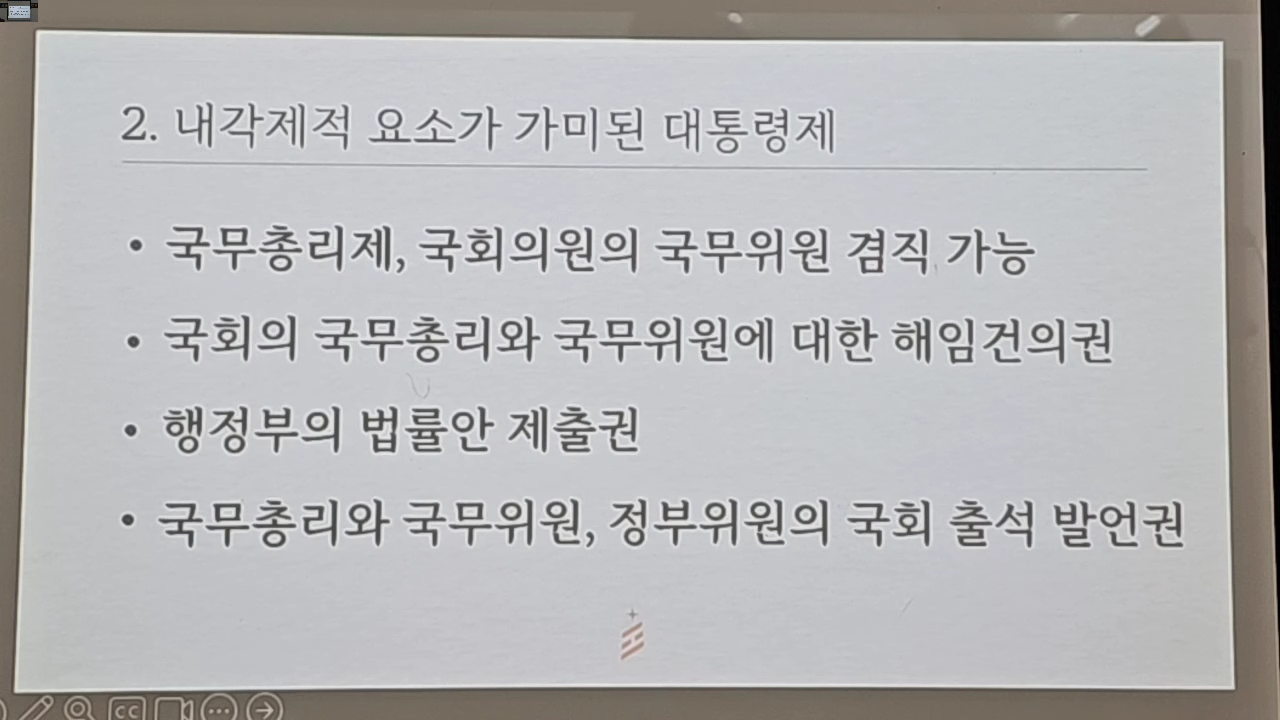 2. 내각제적 요소가 가미된 대통령제
• 국무총리제, 국회의원의 국무위원 겸직 가능
• 국회의 국무총리와 국무위원에 대한 해임건의권
• 행정부의 법률안 제출권
• 국무총리와 국무위원, 정부위원의 국회 출석 발언권
CC